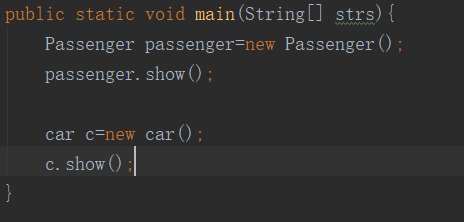 public static void main(String[] strs){
Passenger passenger=new Passenger();
passenger.show();
car c=new car();
c.show();
}